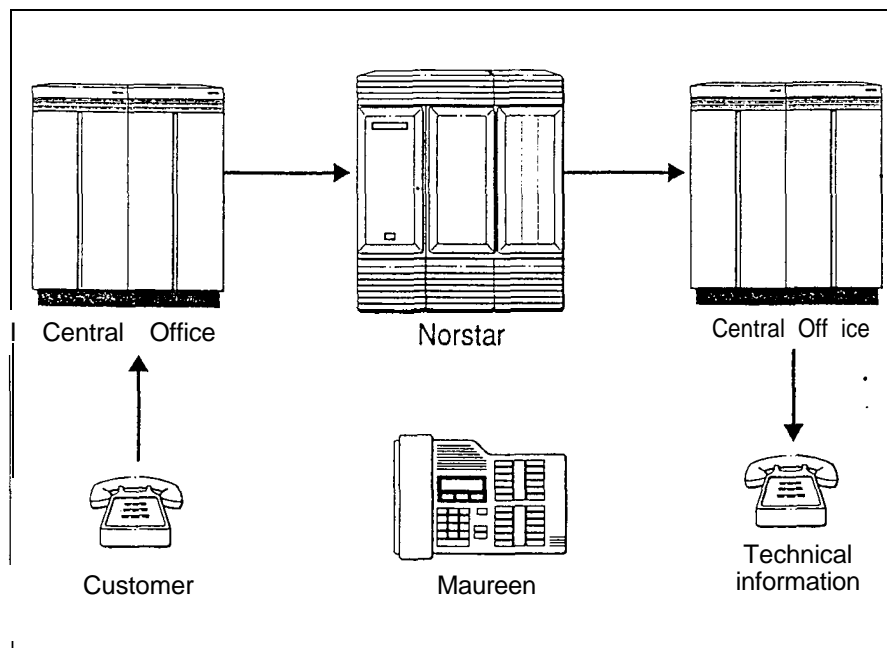 Central Office
Norstar
Central Off ice
Customer
Maureen
Technical
information